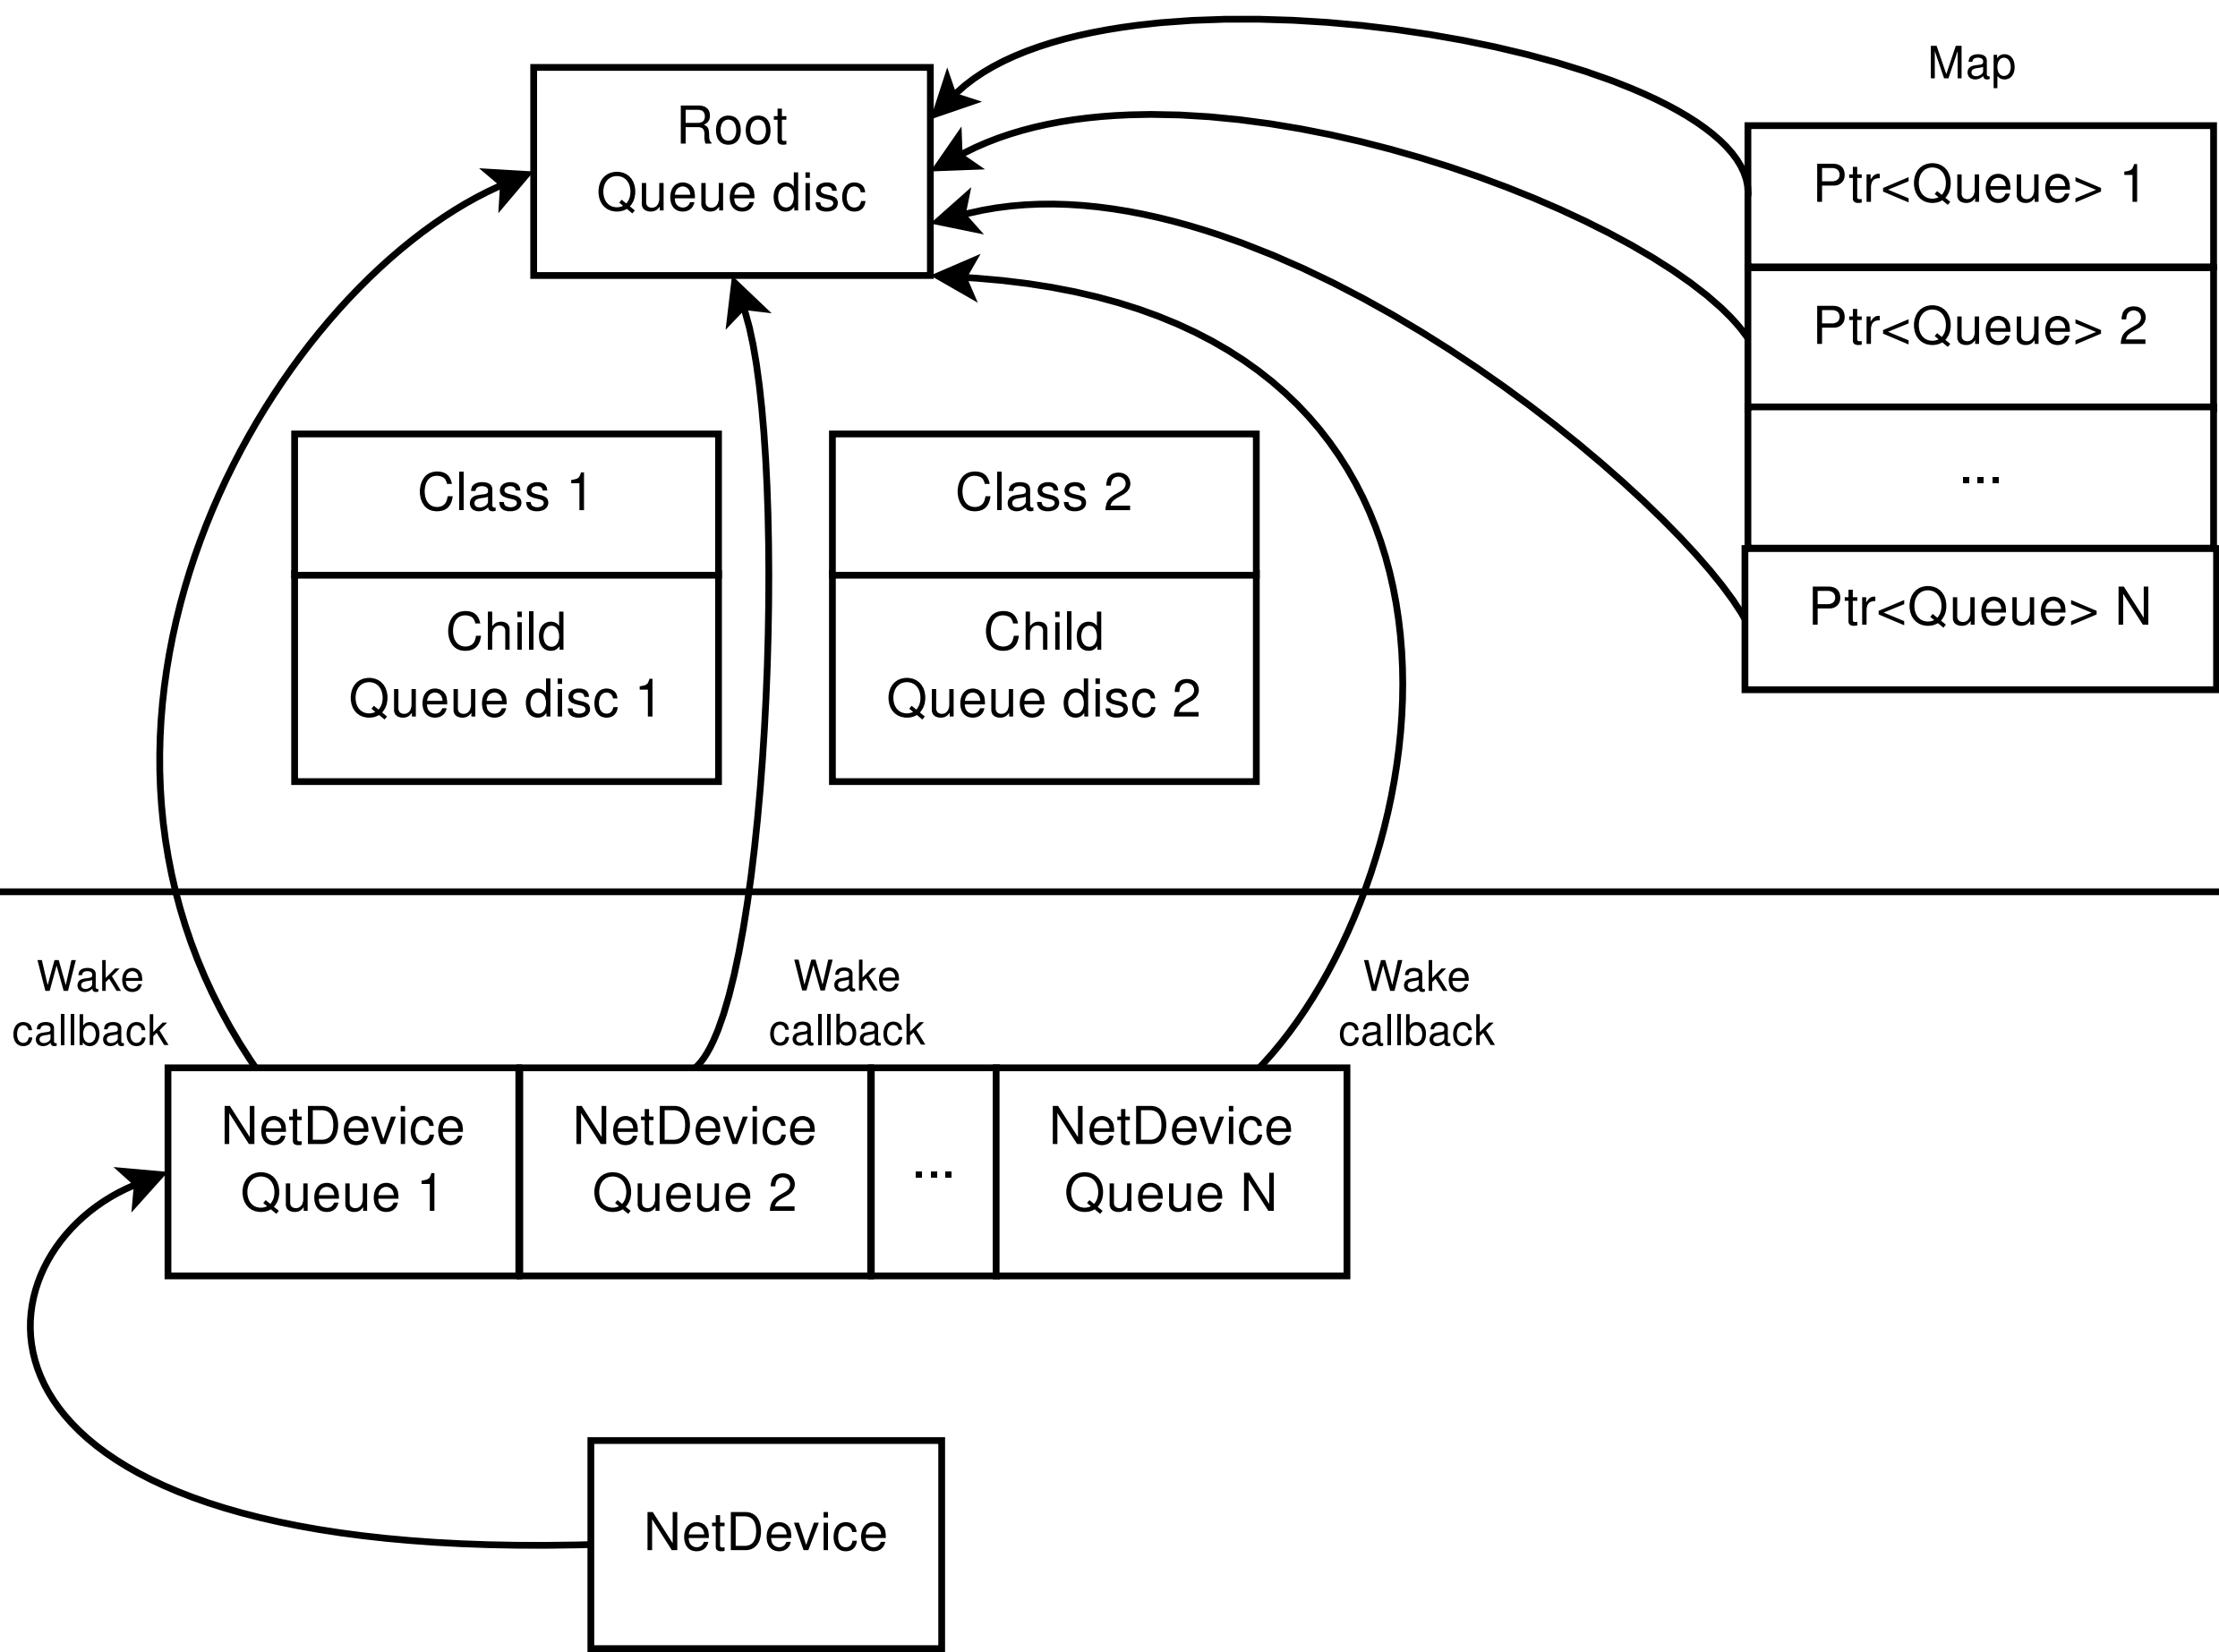 Map
Root
Queue disc
Ptr<Queue> 1
Ptr<Queue> 2
...
Ptr<Queue> N
Class 1
Child
Queue disc 1
Class 2
Child
Queue disc 2
Wake
callback
Wake
callback
Wake
callback
NetDevice
Queue 1
NetDevice
Queue 2
...
NetDevice
Queue N
NetDevice